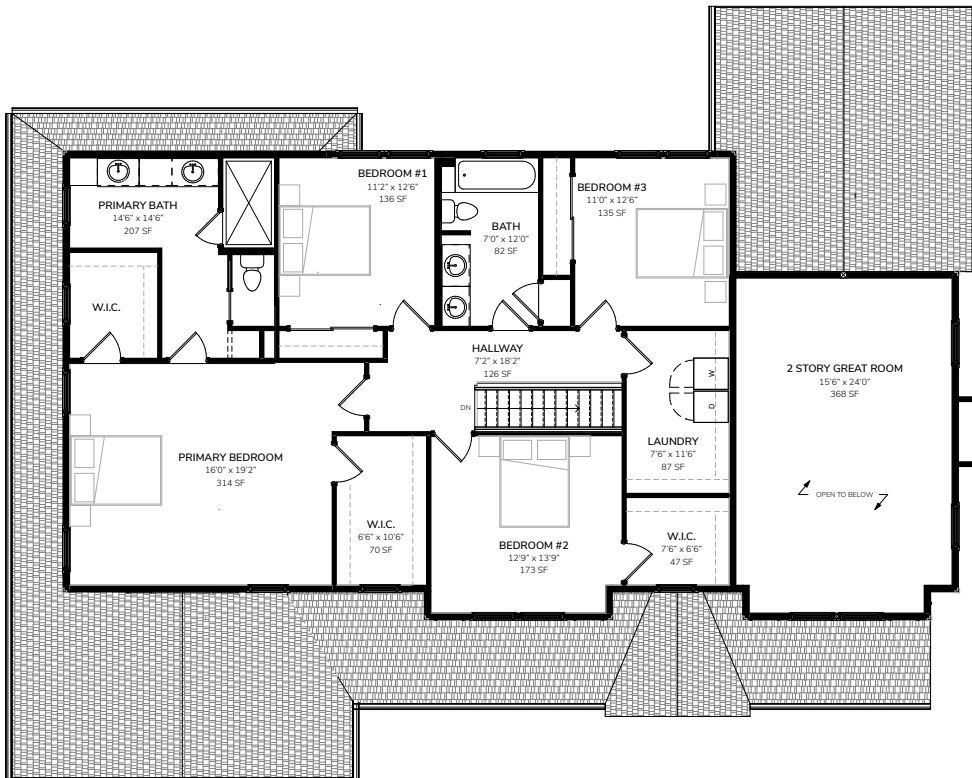 BEDROOM #1
11'2" x 12'6"
136 SF
BEDROOM #3
11'0" x 12'6"
135 SF
PRIMARY BATH
14'6" x 14'6"
207 SF
BATH
7'0" x 12'0"
82 SF
W.I.C.
HALLWAY
7'2" x 18'2"
126 SF
2 STORY GREAT ROOM
15'6" x 24'0"
368 SF
W
D
DN
LAUNDRY
7'6" x 11'6"
87 SF
PRIMARY BEDROOM
16'0" x 19'2"
314 SF
OPEN TO BELOW
W.I.C.
6'6" x 10'6"
70 SF
BEDROOM #2
12'9" x 13'9"
173 SF
W.I.C.
7'6" x 6'6"
47 SF